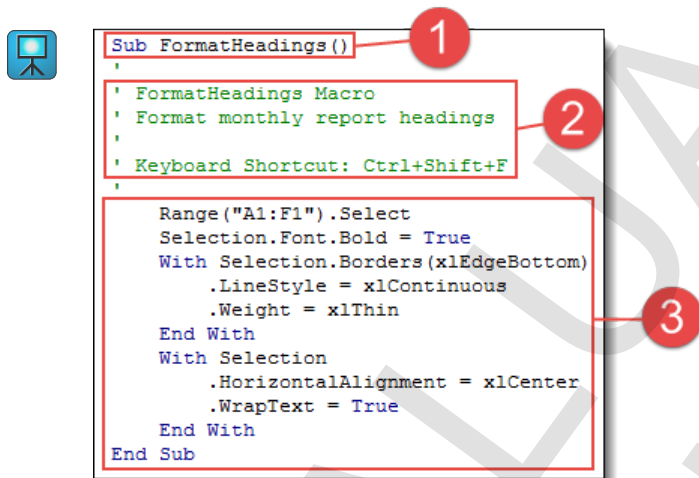 Sub FormatHeadings()
1
'
' FormatHeadings Macro
' Format monthly report headings
2
'
' Keyboard Shortcut: Ctrl+Shift+F
'
    Range("A1:F1").Select
    Selection.Font.Bold = True
    With Selection.Borders(xlEdgeBottom)
        .LineStyle = xlContinuous
        .Weight = xlThin
3
    End With
    With Selection
        .HorizontalAlignment = xlCenter
        .WrapText = True
    End With
End Sub